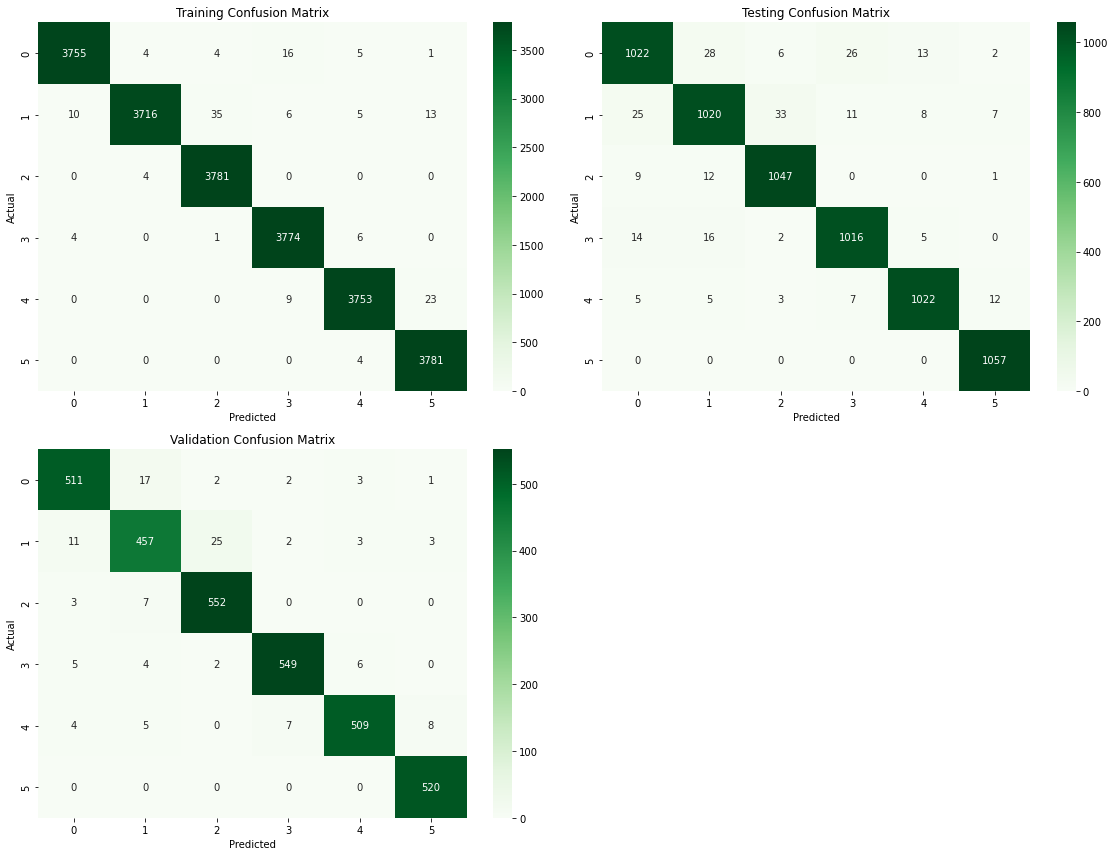 Training Confusion Matrix
Actual
0 3755 4 4 16 5 1
1 10 3716 35 6 5 13
2 0 4 3781 0 0 0
3 4 0 1 3774 6 0
4 0 0 0 9 3753 23
5 0 0 0 0 4 3781
0 1 2 3 4 5
Predicted
3500
3000
2500
2000
1500
1000
500
0
Testing Confusion Matrix
Actual
0 1022 28 6 26 13 2
1 25 1020 33 11 8 7
2 9 12 1047 0 0 1
3 14 16 2 1016 5 0
4 5 5 3 7 1022 12
5 0 0 0 0 0 1057
0 1 2 3 4 5
Predicted
1000
800
600
400
200
0
Validation Confusion Matrix
Actual
0 511 17 2 2 3 1
1 11 457 25 2 3 3
2 3 7 552 0 0 0
3 5 4 2 549 6 0
4 4 5 0 7 509 8
5 0 0 0 0 0 520
0 1 2 3 4 5
Predicted
500
400
300
200
100
0